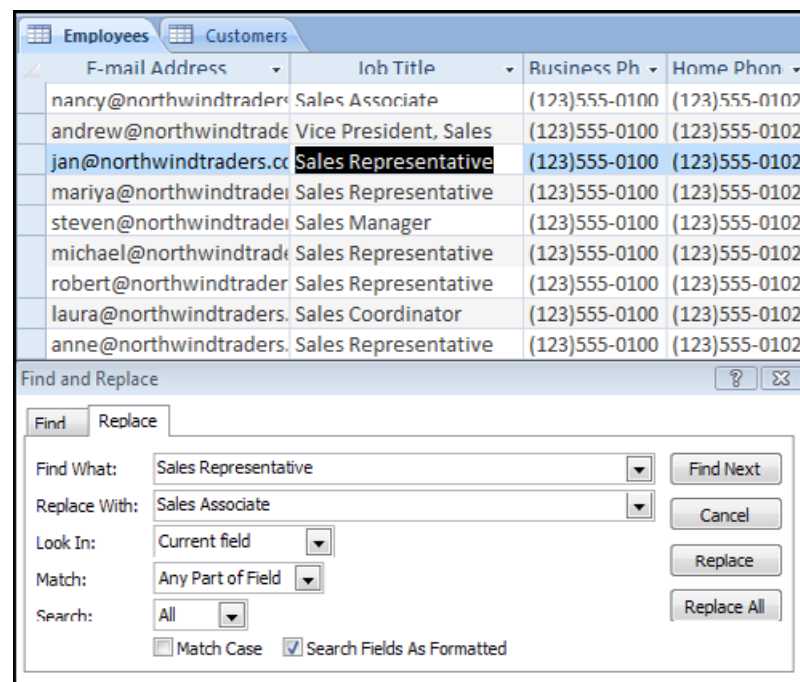 Employees Customers
E-mail Address Job Title Business Ph Home Phon
nancy@northwindtraders Sales Associate (123)555-0100 (123)555-0102
andrew@northwindtrade Vice President, Sales (123)555-0100 (123)555-0102
jan@northwindtraders.co Sales Representative (123)555-0100 (123)555-0102
mariya@northwindtrader Sales Representative (123)555-0100 (123)555-0102
steven@northwindtrader Sales Manager (123)555-0100 (123)555-0102
michael@northwindtrade Sales Representative (123)555-0100 (123)555-0102
robert@northwindtrader Sales Representative (123)555-0100 (123)555-0102
laura@northwindtraders. Sales Coordinator (123)555-0100 (123)555-0102
anne@northwindtraders. Sales Representative (123)555-0100 (123)555-0102
Find and Replace
Find Replace
Find What: Sales Representative Find Next
Replace With: Sales Associate Cancel
Look In: Current field
Match: Any Part of Field Replace
Search: All Replace All
Match Case Search Fields As Formatted